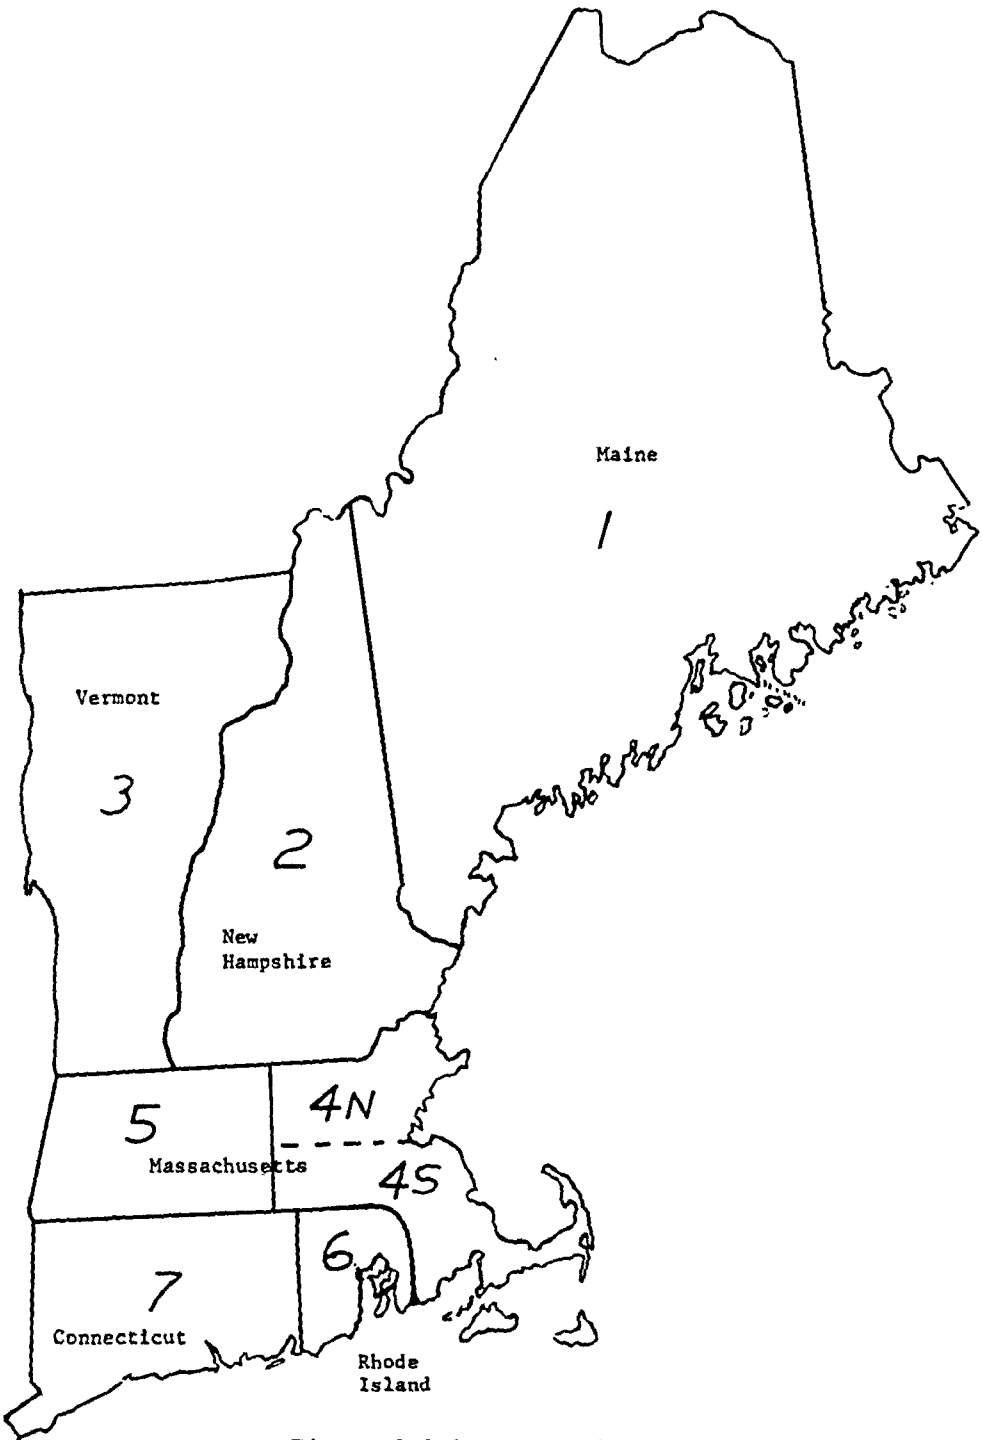 Maine
1
Vermont
3
2
New
Hampshire
4N
5
Massachusetts
4S
6
7
Connecticut
Rhode
Island